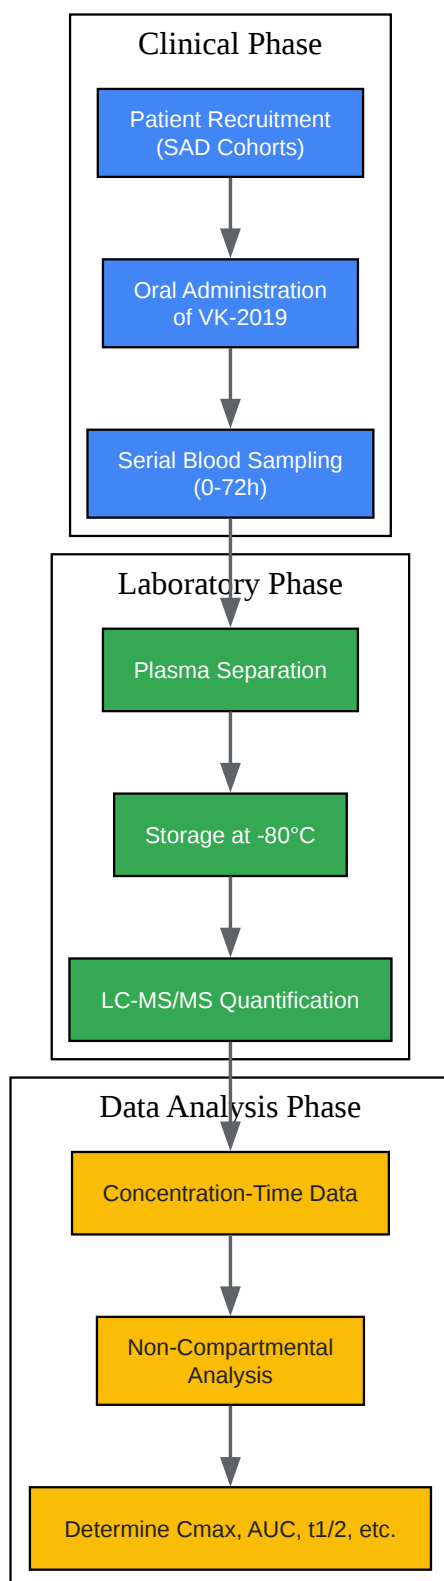 Clinical Phase
Patient Recruitment
(SAD Cohorts)
Oral Administration
of VK-2019
Serial Blood Sampling
(0-72h)
Laboratory Phase
Plasma Separation
Storage at -80°C
LC-MS/MS Quantification
Data Analysis Phase
Concentration-Time Data
Non-Compartmental
Analysis
Determine Cmax, AUC, t1/2, etc.